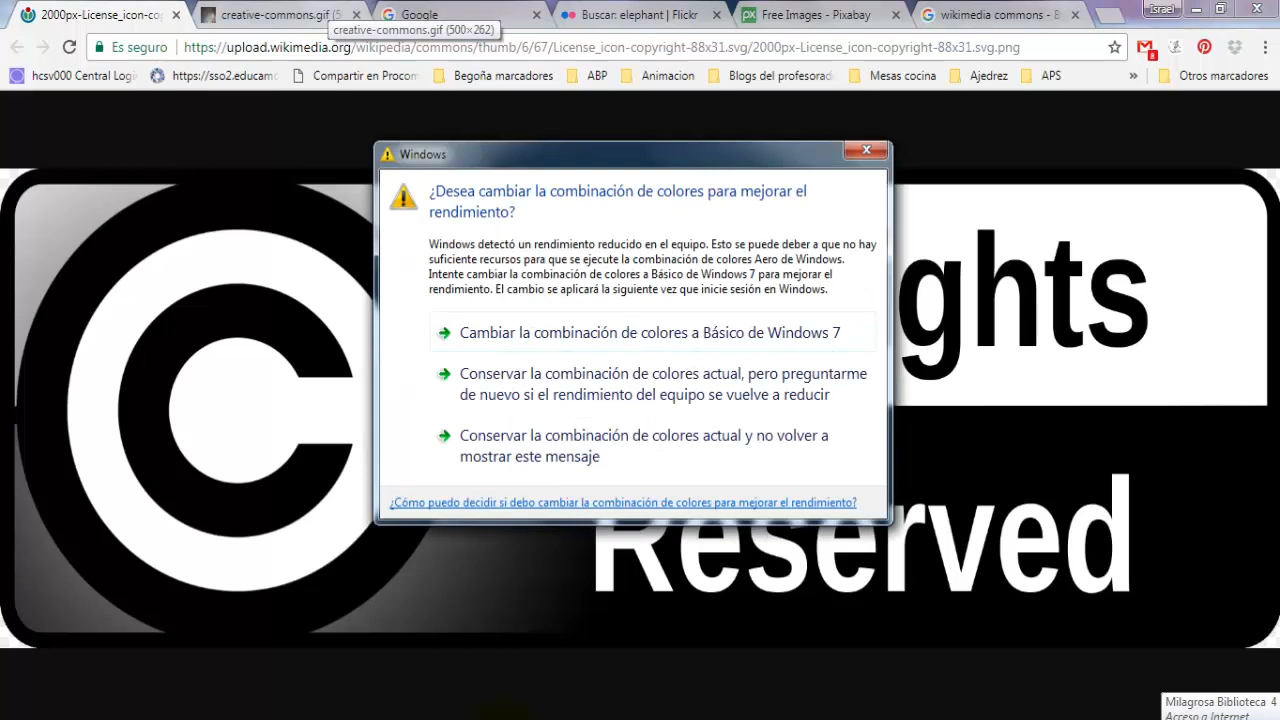 2000px-License_icon-co
creative-commons.gif (5
Google
Buscar: elephant | Flickr
Free Images - Pixabay
wikimedia commons - B
Israel
creative-commons.gif (500×262)
Es seguro
https://upload.wikimedia.org/wikipedia/commons/thumb/6/67/License_icon-copyright-88x31.svg/2000px-License_icon-copyright-88x31.svg.png
8
hcsv000 Central Logi
https://sso2.educamo
Compartir en Procom
Begoña marcadores
ABP
Animacion
Blogs del profesorado
Mesas cocina
Ajedrez
APS
»
Otros marcadores
Windows
¿Desea cambiar la combinación de colores para mejorar el
rendimiento?
Windows detectó un rendimiento reducido en el equipo. Esto se puede deber a que no hay
suficiente recursos para que se ejecute la combinación de colores Aero de Windows.
Intente cambiar la combinación de colores a Básico de Windows 7 para mejorar el
rendimiento. El cambio se aplicará la siguiente vez que inicie sesión en Windows.
Cambiar la combinación de colores a Básico de Windows 7
Conservar la combinación de colores actual, pero preguntarme
de nuevo si el rendimiento del equipo se vuelve a reducir
Conservar la combinación de colores actual y no volver a
mostrar este mensaje
¿Cómo puedo decidir si debo cambiar la combinación de colores para mejorar el rendimiento?
ghts
Reserved
Milagrosa Biblioteca 4
Acceso a Internet